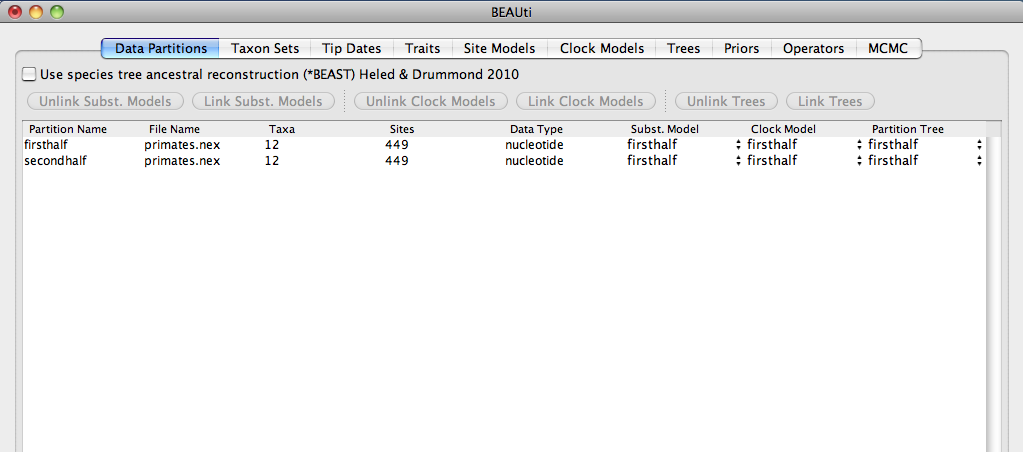 BEAUti
Data Partitions Taxon Sets Tip Dates Traits Site Models Clock Models Trees Priors Operators MCMC
Use species tree ancestral reconstruction (*BEAST) Heled & Drummond 2010
Unlink Subst. Models Link Subst. Models Unlink Clock Models Link Clock Models Unlink Trees Link Trees
Partition Name File Name Taxa Sites Data Type Subst. Model Clock Model Partition Tree
firsthalf primates.nex 12 449 nucleotide firsthalf firsthalf firsthalf
secondhalf primates.nex 12 449 nucleotide firsthalf firsthalf firsthalf